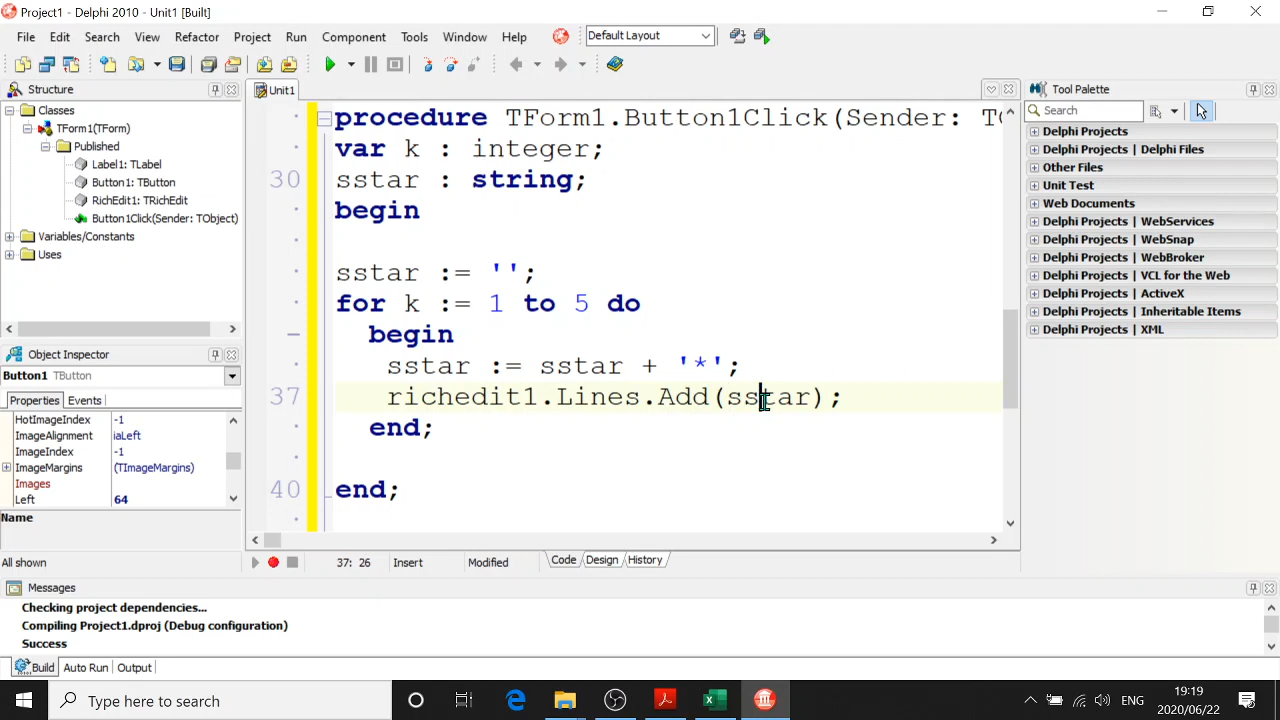 Project1 - Delphi 2010 - Unit1 [Built]
File Edit Search View Refactor Project Run Component Tools Window Help Default Layout
Structure
Classes
TForm1(TForm)
Published
Label1: TLabel
Button1: TButton
RichEdit1: TRichEdit
Button1Click(Sender: TObject)
Variables/Constants
Uses
Object Inspector
Button1 TButton
Properties Events
HotImageIndex -1
ImageAlignment iaLeft
ImageIndex -1
ImageMargins (TImageMargins)
Images
Left 64
Name
All shown
Unit1
procedure TForm1.Button1Click(Sender: TO
var k : integer;
30 sstar : string;
begin
sstar := '';
for k := 1 to 5 do
begin
sstar := sstar + '*';
37 richedit1.Lines.Add(sstar);
end;
40 end;
37: 26 Insert Modified Code Design History
Tool Palette
Search
Delphi Projects
Delphi Projects | Delphi Files
Other Files
Unit Test
Web Documents
Delphi Projects | WebServices
Delphi Projects | WebSnap
Delphi Projects | WebBroker
VCL for the Web
Delphi Projects | ActiveX
Delphi Projects | Inheritable Items
Delphi Projects | XML
Messages
Checking project dependencies...
Compiling Project1.dproj (Debug configuration)
Success
Build Auto Run Output
Type here to search
ENG
19:19
2020/06/22